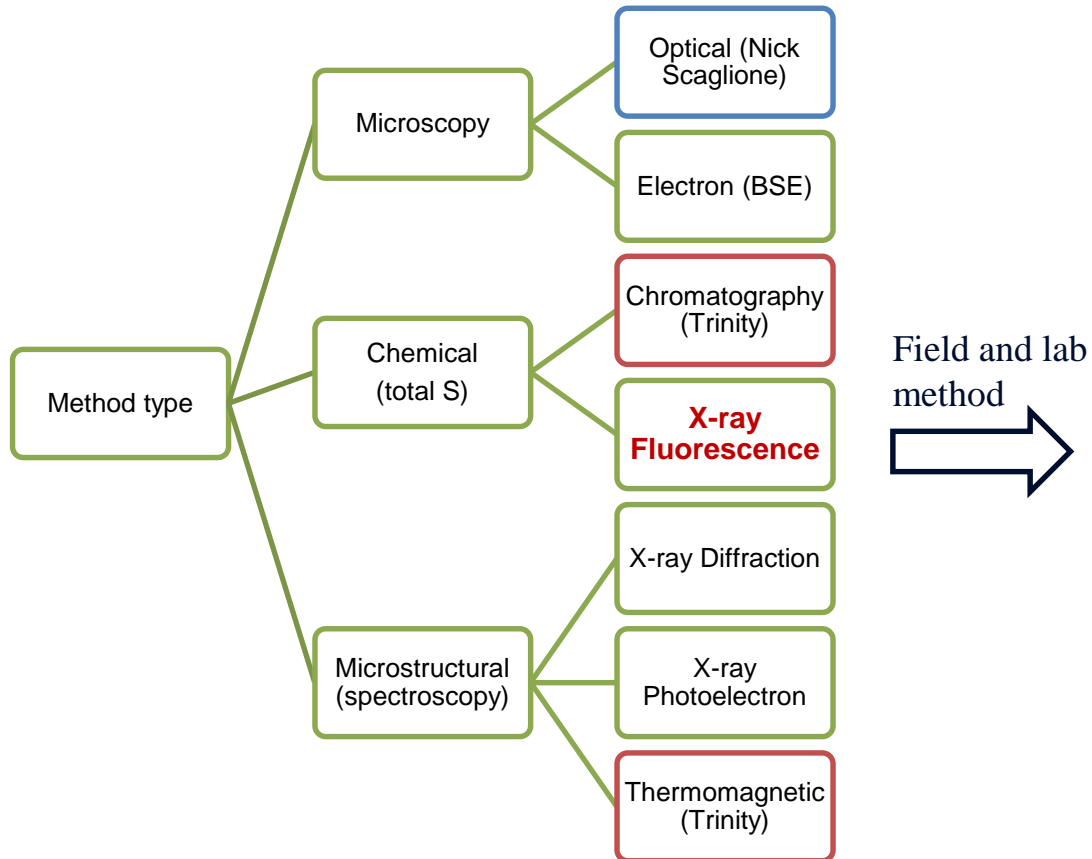 Optical (Nick
Scaglione)
Microscopy
Electron (BSE)
Chromatography
(Trinity)
Chemical
(total S)
Field and lab
method
Method type
X-ray
Fluorescence
X-ray Diffraction
Microstructural
(spectroscopy)
X-ray
Photoelectron
Thermomagnetic
(Trinity)